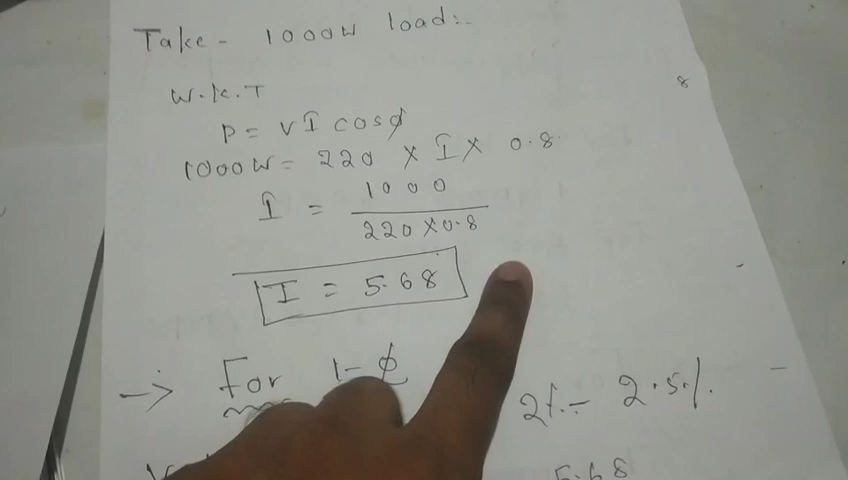 Take - 1000W load:-
8
W.K.T
P = VI cosϕ
1000W = 220 X I X 0.8
I = 1000
220 X 0.8
I = 5.68
→ For 1-ϕ
2%- 2.5%
5.68